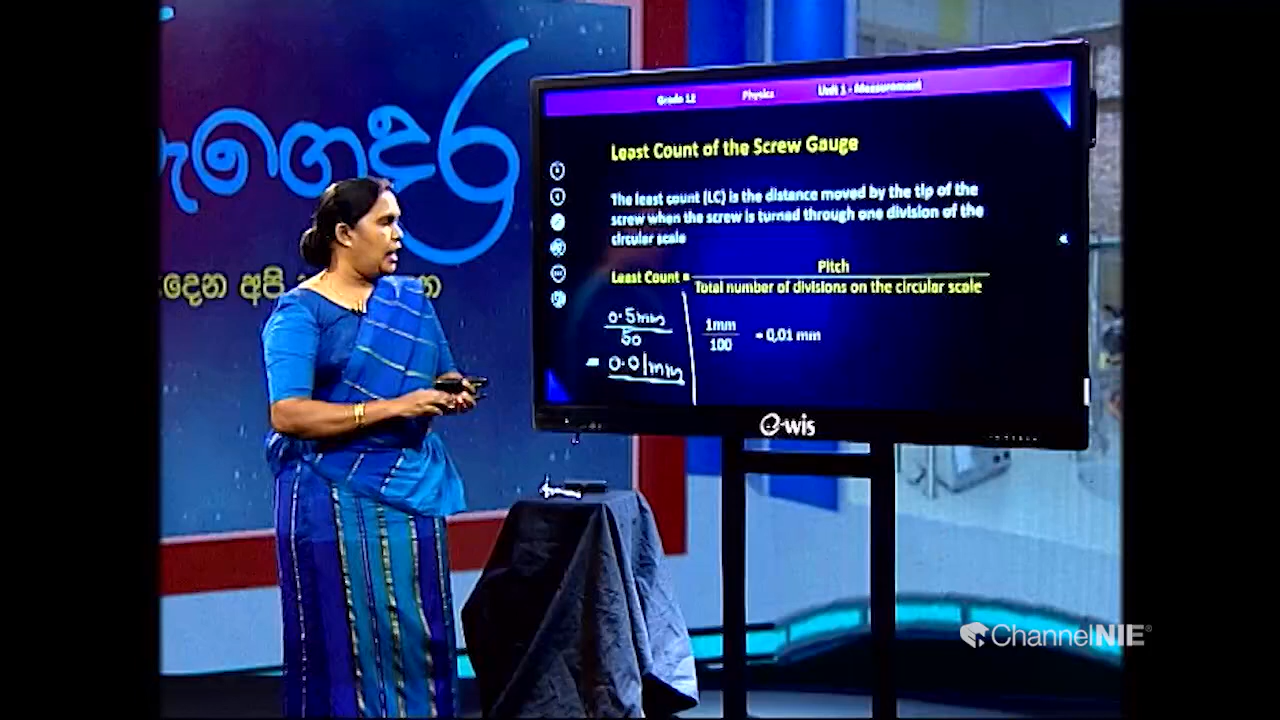 ගෙදර
දෙන අපි
Grade 12 Physics Unit 1 - Measurement
Least Count of the Screw Gauge
The least count (LC) is the distance moved by the tip of the
screw when the screw is turned through one division of the
circular scale
Least Count = Pitch
Total number of divisions on the circular scale
0.5mm
50
= 0.01mm
1mm
100
= 0.01 mm
e-wis
ChannelNIE